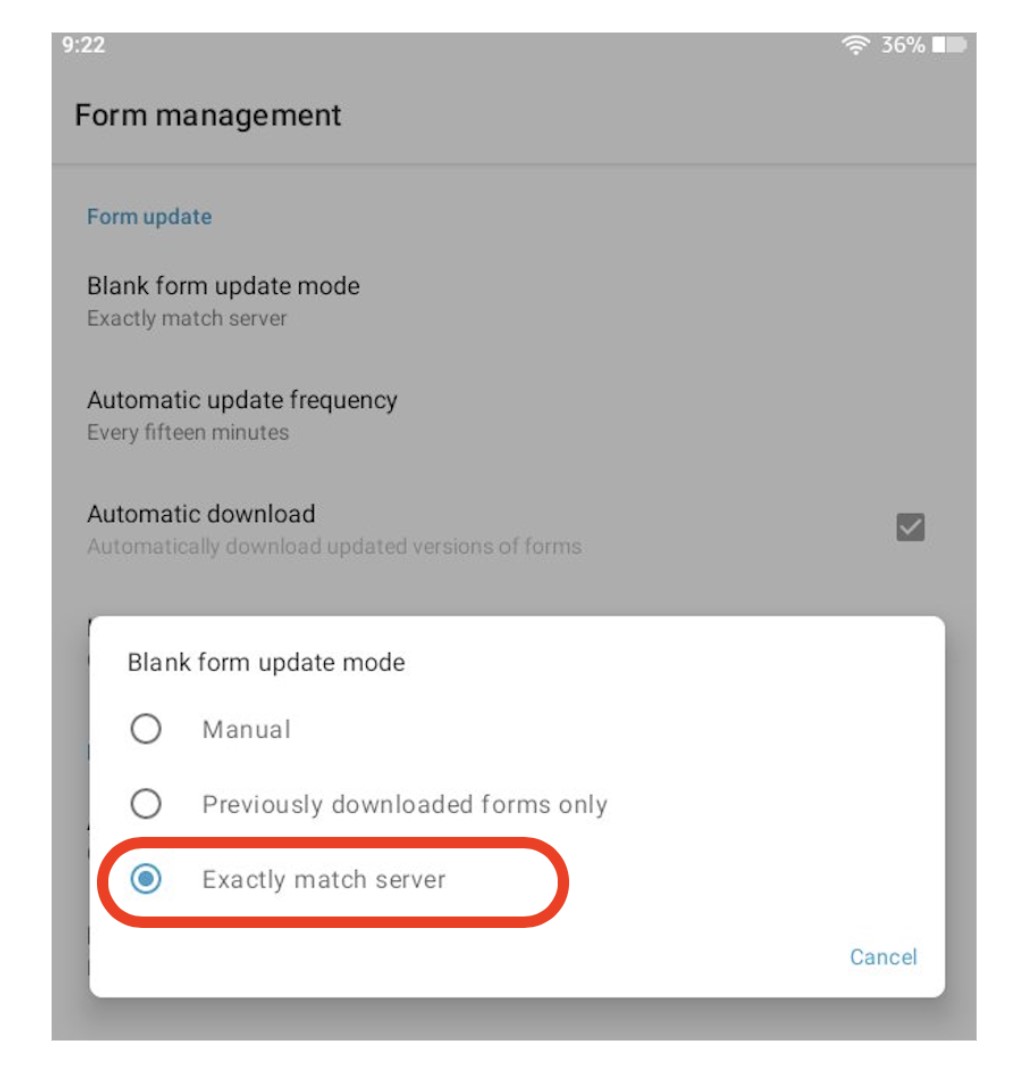 9:22
36%
Form management
Form update
Blank form update mode
Exactly match server
Automatic update frequency
Every fifteen minutes
Automatic download
Automatically download updated versions of forms
Blank form update mode
Manual
Previously downloaded forms only
Exactly match server
Cancel